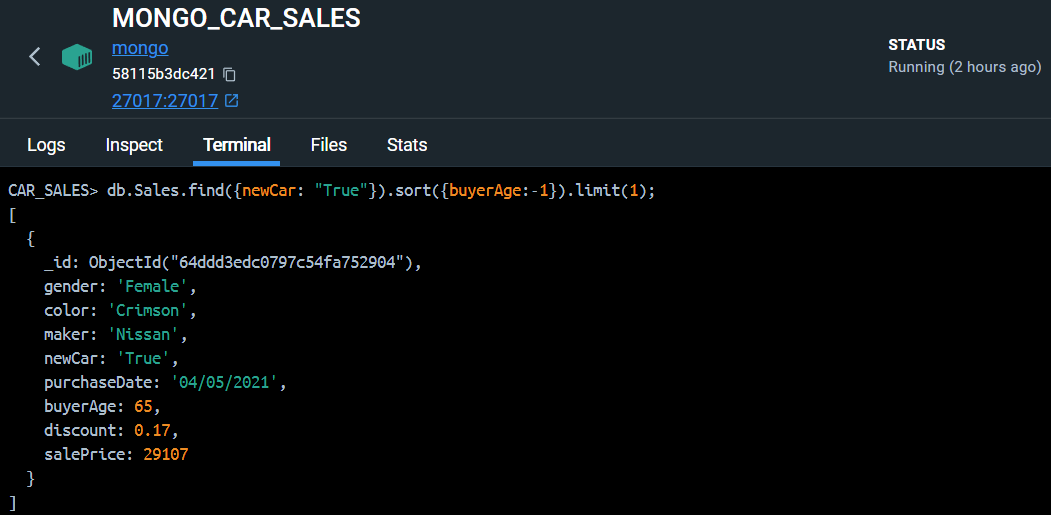 MONGO_CAR_SALES
mongo
58115b3dc421
27017:27017
STATUS
Running (2 hours ago)
Logs Inspect Terminal Files Stats
CAR_SALES> db.Sales.find({newCar: "True"}).sort({buyerAge:-1}).limit(1);
[
  {
    _id: ObjectId("64ddd3edc0797c54fa752904"),
    gender: 'Female',
    color: 'Crimson',
    maker: 'Nissan',
    newCar: 'True',
    purchaseDate: '04/05/2021',
    buyerAge: 65,
    discount: 0.17,
    salePrice: 29107
  }
]